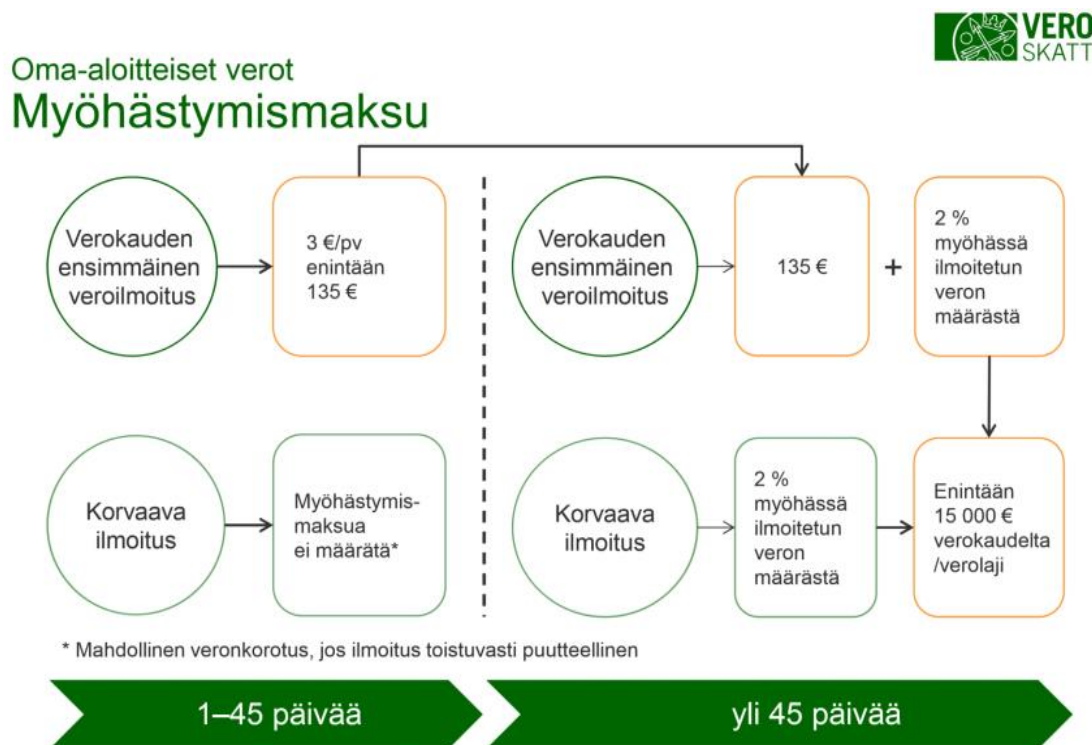 VERO
SKATT
Oma-aloitteiset verot
Myöhästymismaksu
Verokauden
ensimmäinen
veroilmoitus
3 €/pv
enintään
135 €
Verokauden
ensimmäinen
veroilmoitus
135 €
+
2 %
myöhässä
ilmoitetun
veron
määrästä
Korvaava
ilmoitus
Myöhästymis-
maksua
ei määrätä*
Korvaava
ilmoitus
2 %
myöhässä
ilmoitetun
veron
määrästä
Enintään
15 000 €
verokaudelta
/verolaji
* Mahdollinen veronkorotus, jos ilmoitus toistuvasti puutteellinen
1–45 päivää
yli 45 päivää